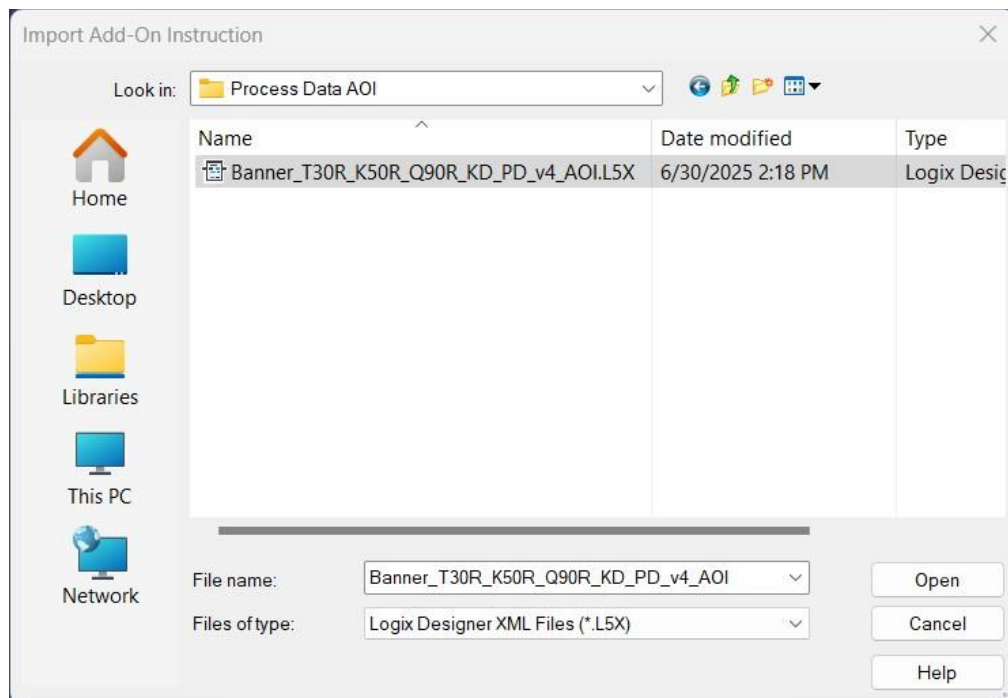 Import Add-On Instruction
Look in: Process Data AOI
Name Date modified Type
Banner_T30R_K50R_Q90R_KD_PD_v4_AOI.L5X 6/30/2025 2:18 PM Logix Desig
Home
Desktop
Libraries
This PC
Network
File name: Banner_T30R_K50R_Q90R_KD_PD_v4_AOI Open
Files of type: Logix Designer XML Files (*.L5X) Cancel
Help